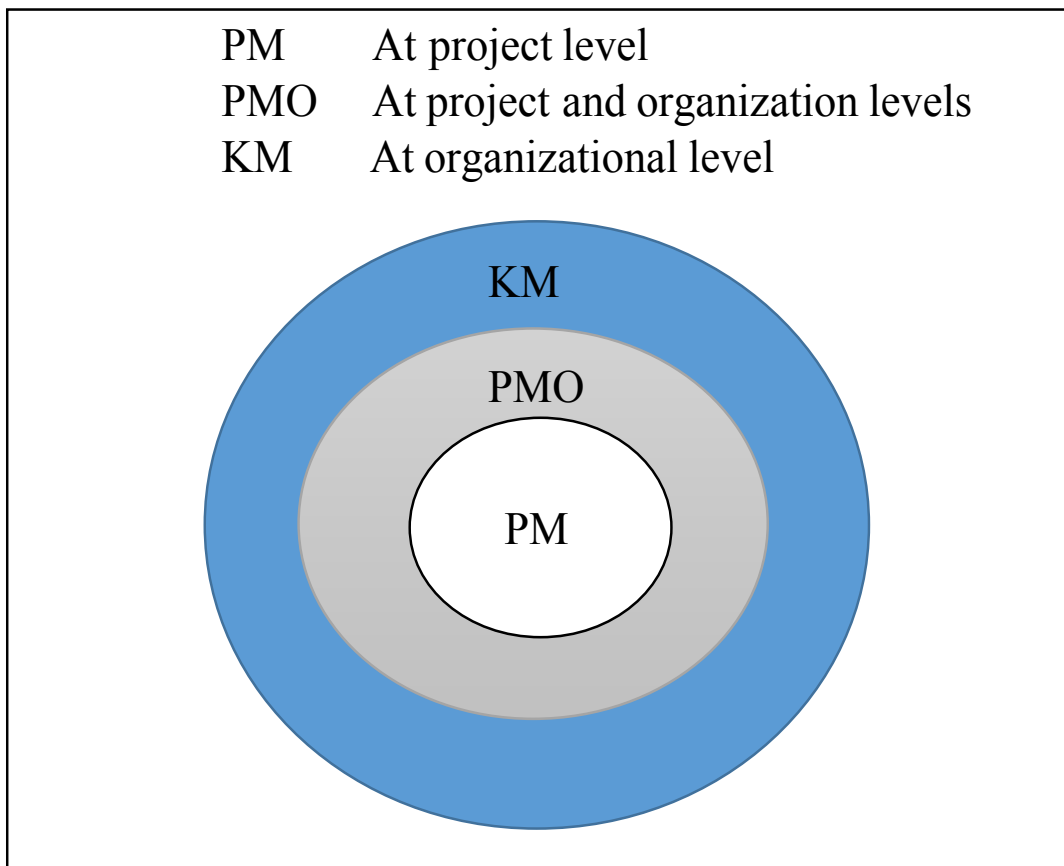 PM At project level
PMO At project and organization levels
KM At organizational level
KM
PMO
PM